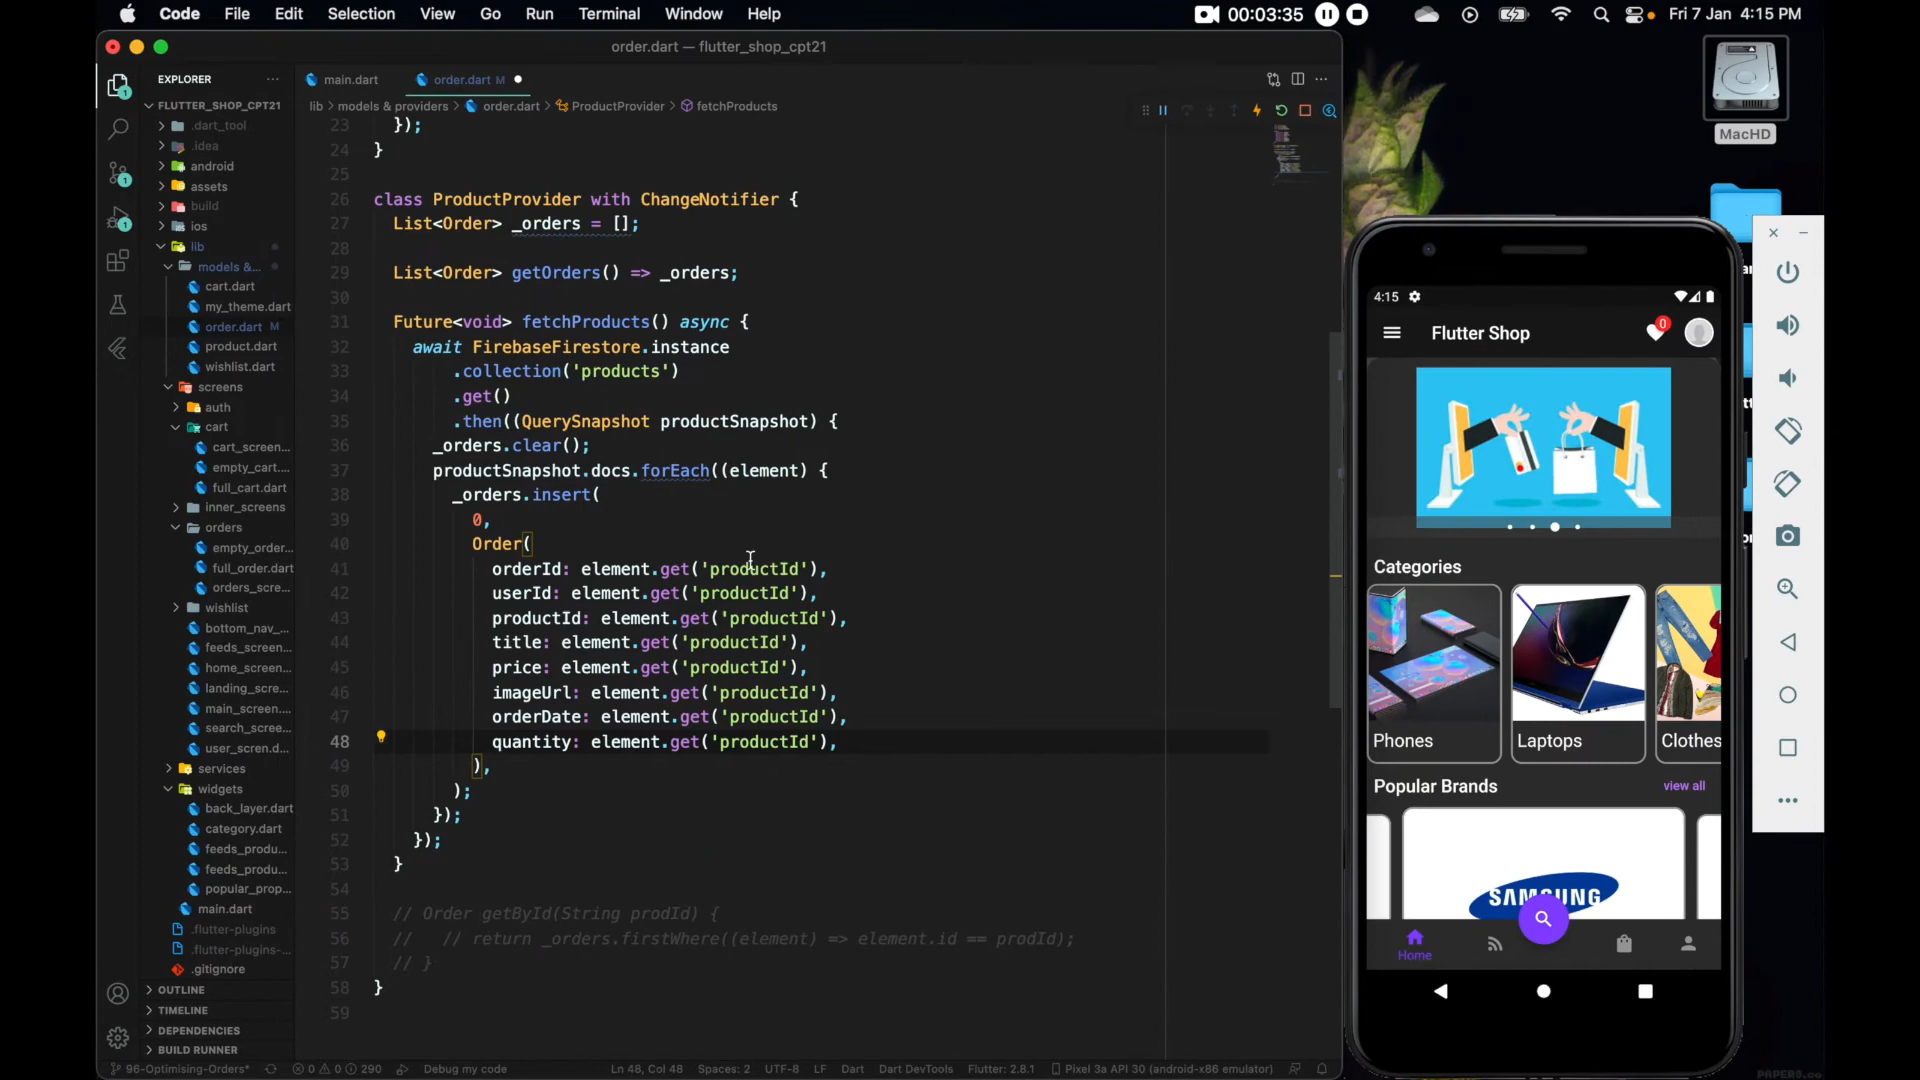 Code File Edit Selection View Go Run Terminal Window Help
00:03:35
Fri 7 Jan 4:15 PM
order.dart — flutter_shop_cpt21
EXPLORER
FLUTTER_SHOP_CPT21
.dart_tool
.idea
android
assets
build
ios
lib
models &...
cart.dart
my_theme.dart
order.dart M
product.dart
wishlist.dart
screens
auth
cart
cart_screen...
empty_cart....
full_cart.dart
inner_screens
orders
empty_order...
full_order.dart
orders_scre...
wishlist
bottom_nav_...
feeds_screen...
home_screen...
landing_scre...
main_screen....
search_scree...
user_scren.d...
services
widgets
back_layer.dart
category.dart
feeds_produ...
feeds_produ...
popular_prop...
main.dart
.flutter-plugins
.flutter-plugins-...
.gitignore
OUTLINE
TIMELINE
DEPENDENCIES
BUILD RUNNER
main.dart
order.dart M
lib > models & providers > order.dart > ProductProvider > fetchProducts
23 });
24 }
25
26 class ProductProvider with ChangeNotifier {
27 List<Order> _orders = [];
28
29 List<Order> getOrders() => _orders;
30
31 Future<void> fetchProducts() async {
32 await FirebaseFirestore.instance
33 .collection('products')
34 .get()
35 .then((QuerySnapshot productSnapshot) {
36 _orders.clear();
37 productSnapshot.docs.forEach((element) {
38 _orders.insert(
39 0,
40 Order(
41 orderId: element.get('productId'),
42 userId: element.get('productId'),
43 productId: element.get('productId'),
44 title: element.get('productId'),
45 price: element.get('productId'),
46 imageUrl: element.get('productId'),
47 orderDate: element.get('productId'),
48 quantity: element.get('productId'),
49 ),
50 );
51 });
52 });
53 }
54
55 // Order getById(String prodId) {
56 // // return _orders.firstWhere((element) => element.id == prodId);
57 // }
58 }
59
96-Optimising-Orders* 0 0 290 Debug my code Ln 48, Col 48 Spaces: 2 UTF-8 LF Dart Dart DevTools Flutter: 2.8.1 Pixel 3a API 30 (android-x86 emulator)
MacHD
4:15
Flutter Shop
0
Categories
Phones
Laptops
Clothes
Popular Brands
view all
SAMSUNG
Home
PAPERS.co